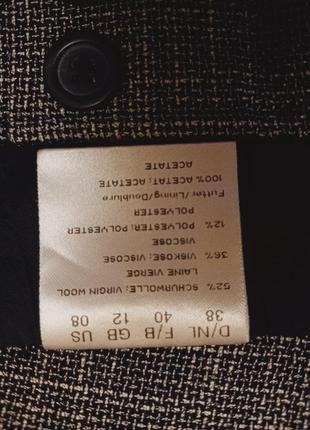 D/NL F/B GB US
38 40 12 08
52% SCHURWOLLE; VIRGIN WOOL
LAINE VIERGE
36% VISKOSE; VISCOSE
VISCOSE
12% POLYESTER; POLYESTER
POLYESTER
Futter/Lining/Doublure
100% ACETAT; ACETATE
ACETATE